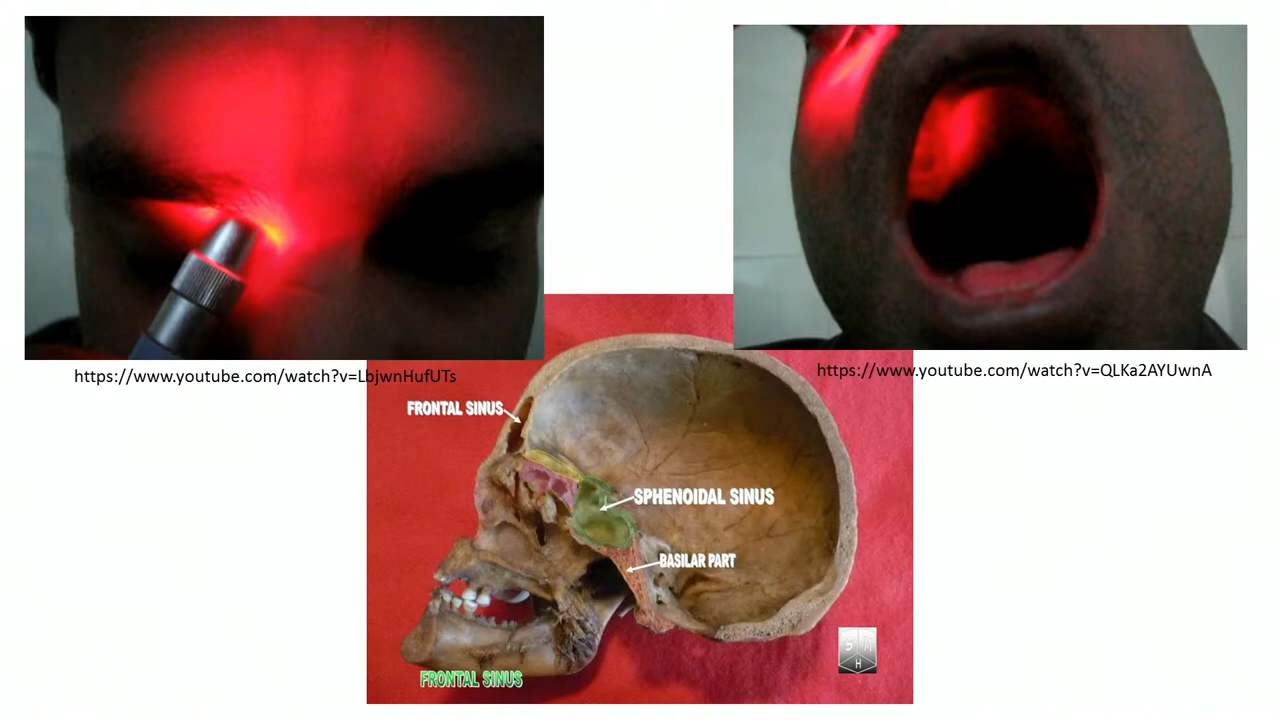 https://www.youtube.com/watch?v=LbjwnHufUTs
https://www.youtube.com/watch?v=QLKa2AYUwnA
FRONTAL SINUS
SPHENOIDAL SINUS
BASILAR PART
FRONTAL SINUS
S M
H